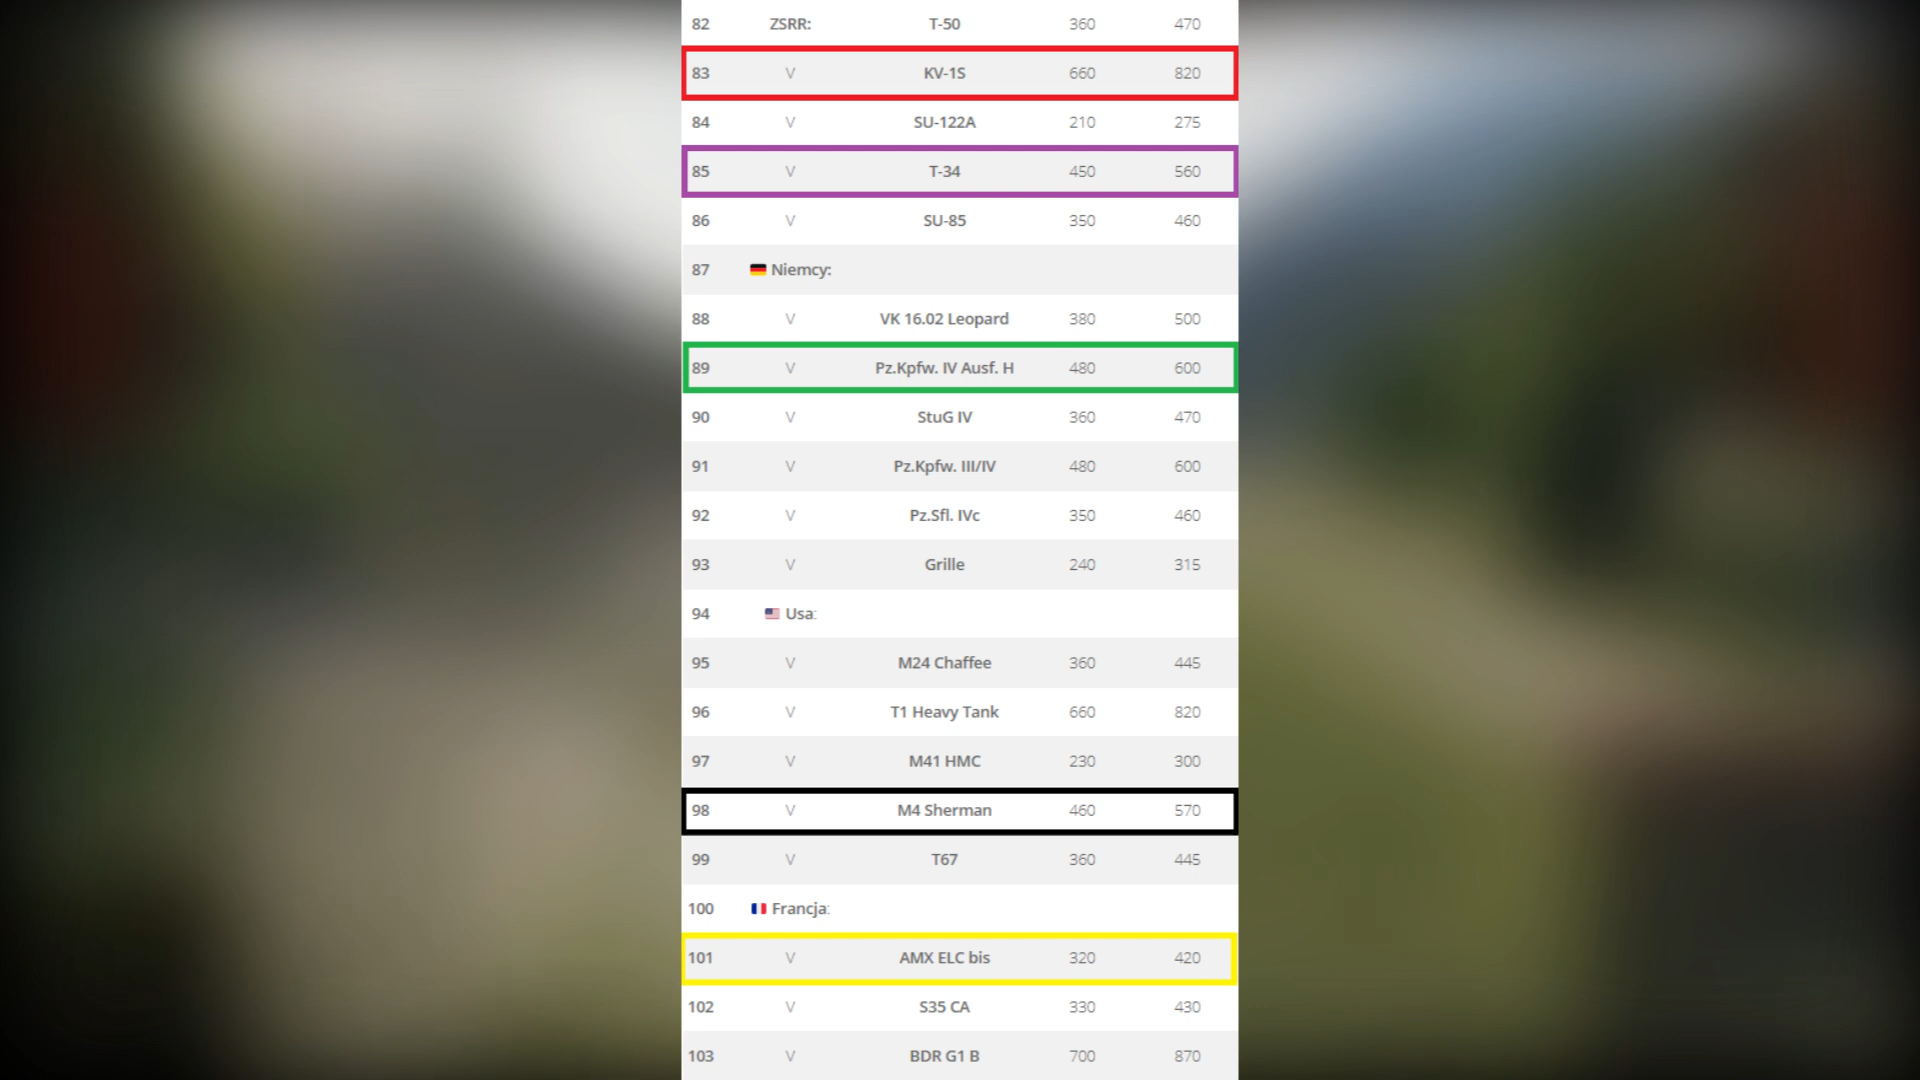 82 ZSRR: T-50 360 470
83 V KV-1S 660 820
84 V SU-122A 210 275
85 V T-34 450 560
86 V SU-85 350 460
87 Niemcy:
88 V VK 16.02 Leopard 380 500
89 V Pz.Kpfw. IV Ausf. H 480 600
90 V StuG IV 360 470
91 V Pz.Kpfw. III/IV 480 600
92 V Pz.Sfl. IVc 350 460
93 V Grille 240 315
94 Usa:
95 V M24 Chaffee 360 445
96 V T1 Heavy Tank 660 820
97 V M41 HMC 230 300
98 V M4 Sherman 460 570
99 V T67 360 445
100 Francja:
101 V AMX ELC bis 320 420
102 V S35 CA 330 430
103 V BDR G1 B 700 870